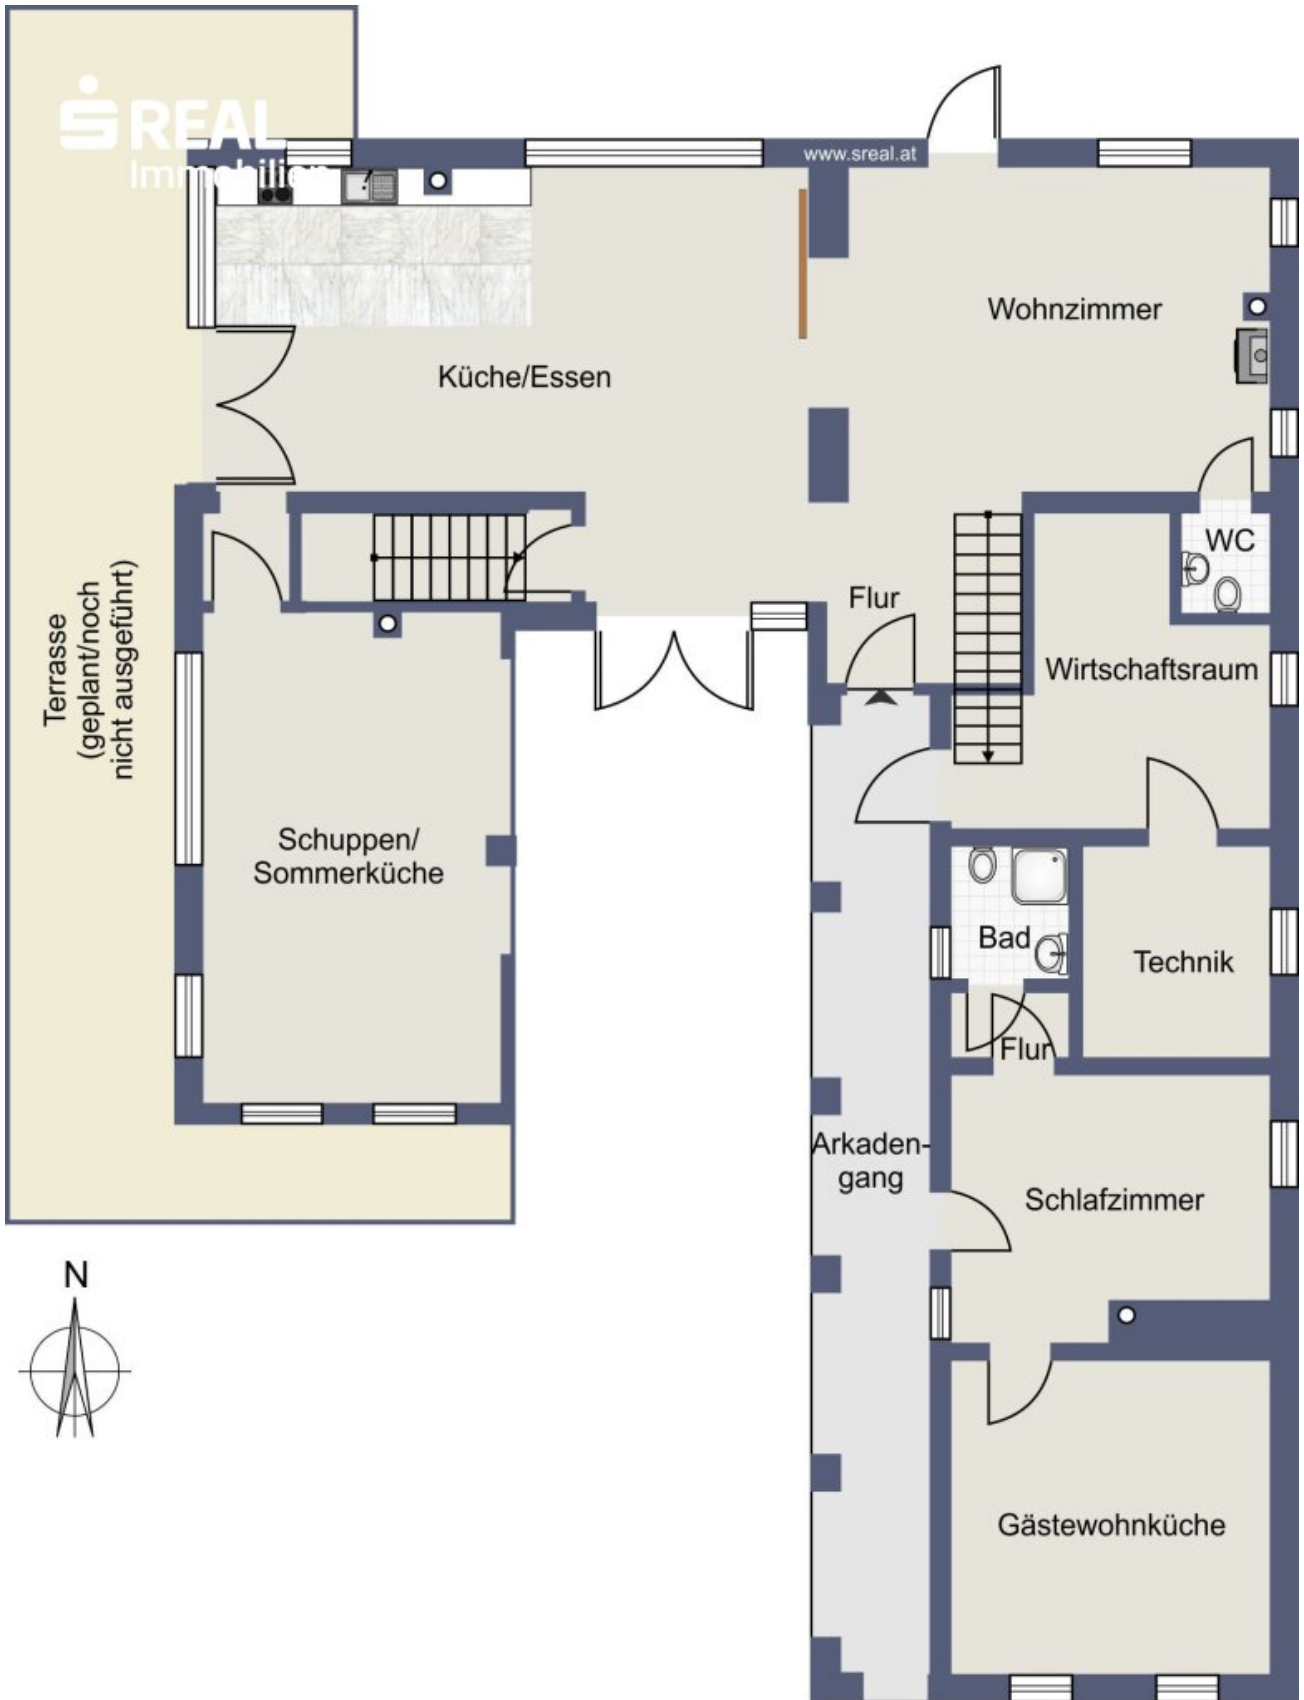 S REAL
Immobilien
www.sreal.at
Wohnzimmer
Küche/Essen
WC
Flur
Wirtschaftsraum
Terrasse
(geplant/noch
nicht ausgeführt)
Schuppen/
Sommerküche
Bad
Technik
Flur
Arkaden-
gang
Schlafzimmer
N
Gästewohnküche